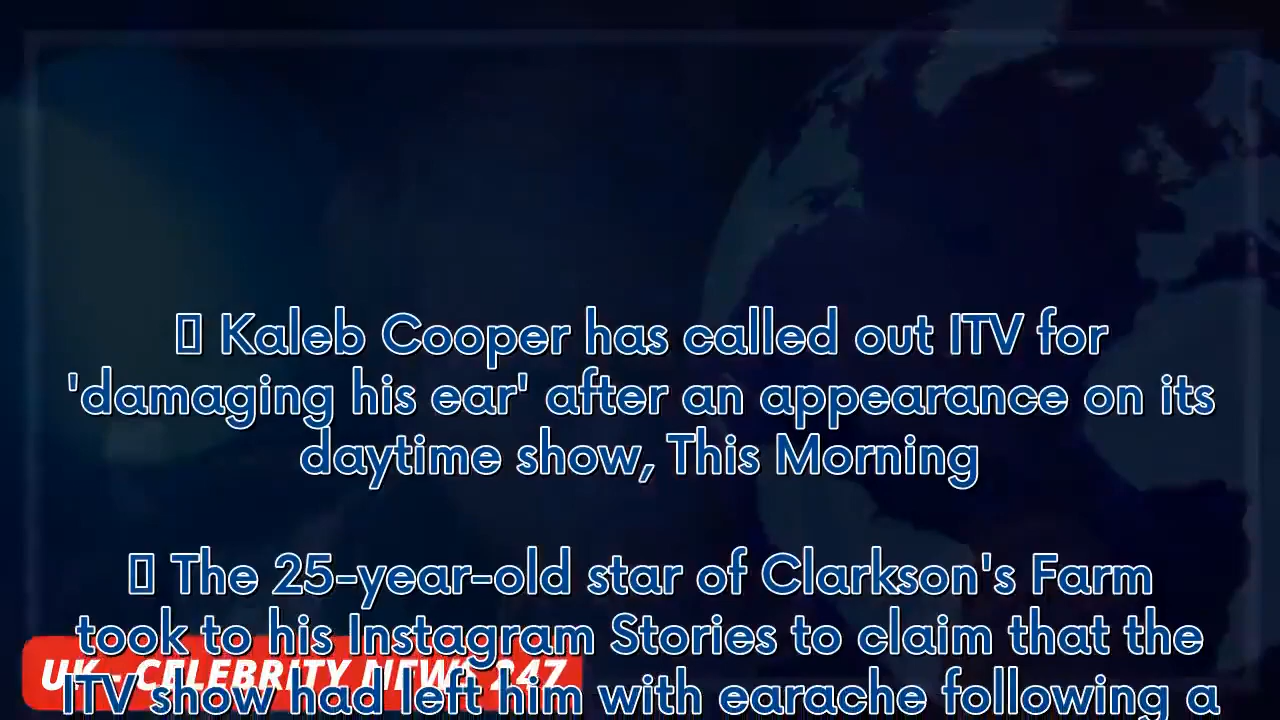 Kaleb Cooper has called out ITV for
'damaging his ear' after an appearance on its
daytime show, This Morning
The 25-year-old star of Clarkson's Farm
took to his Instagram Stories to claim that the
UK-CELEBRITY NEWS 247
ITV show had left him with earache following a